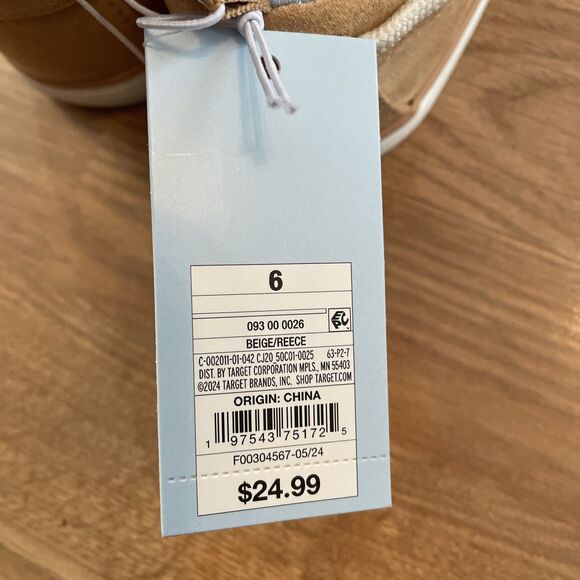 6
093 00 0026
BEIGE/REECE
C-002011-01-042 CJ20_50C01-0025 63-P2-7
DIST. BY TARGET CORPORATION MPLS., MN 55403
©2024 TARGET BRANDS, INC. SHOP TARGET.COM
ORIGIN: CHINA
1 97543 75172 5
F00304567-05/24
$24.99